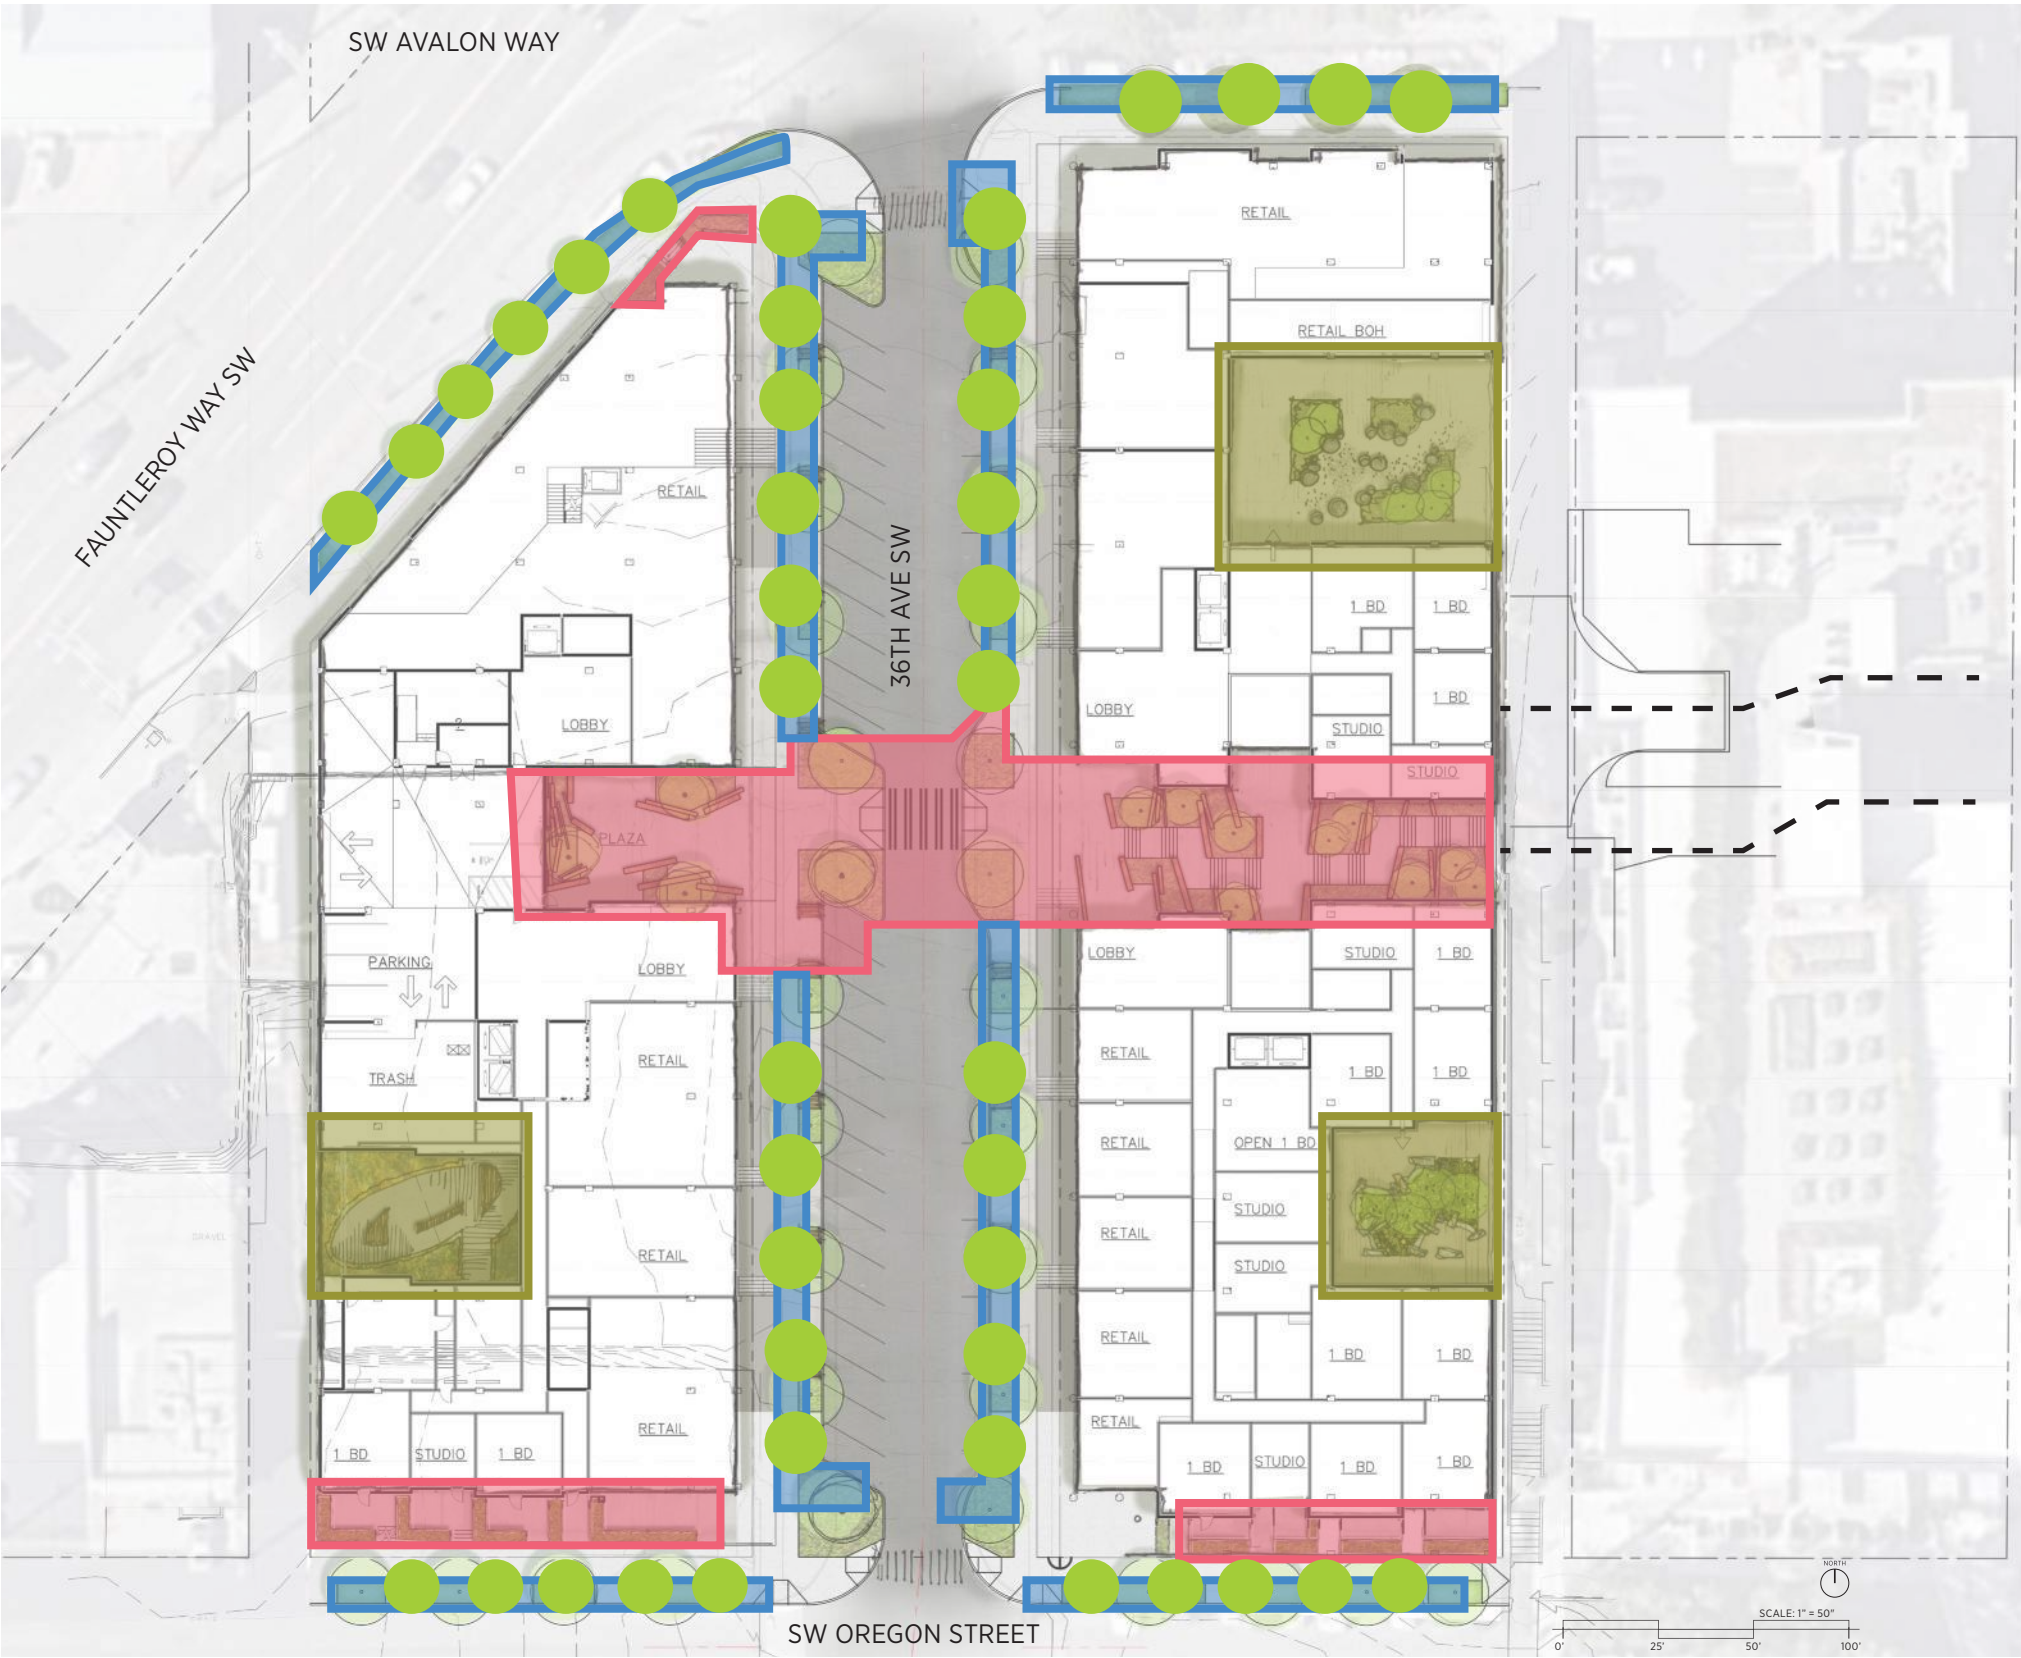 SW AVALON WAY
FAUNTLEROY WAY SW
36TH AVE SW
RETAIL
RETAIL BOH
RETAIL
1 BD
1 BD
1 BD
LOBBY
LOBBY
STUDIO
STUDIO
PLAZA
PARKING
LOBBY
LOBBY
STUDIO
1 BD
RETAIL
RETAIL
TRASH
1 BD
1 BD
RETAIL
OPEN 1 BD
RETAIL
STUDIO
GRAVEL
RETAIL
STUDIO
RETAIL
1 BD
1 BD
RETAIL
RETAIL
1 BD
STUDIO
1 BD
1 BD
STUDIO
1 BD
1 BD
SW OREGON STREET
NORTH
SCALE: 1" = 50"
0'
25'
50'
100'